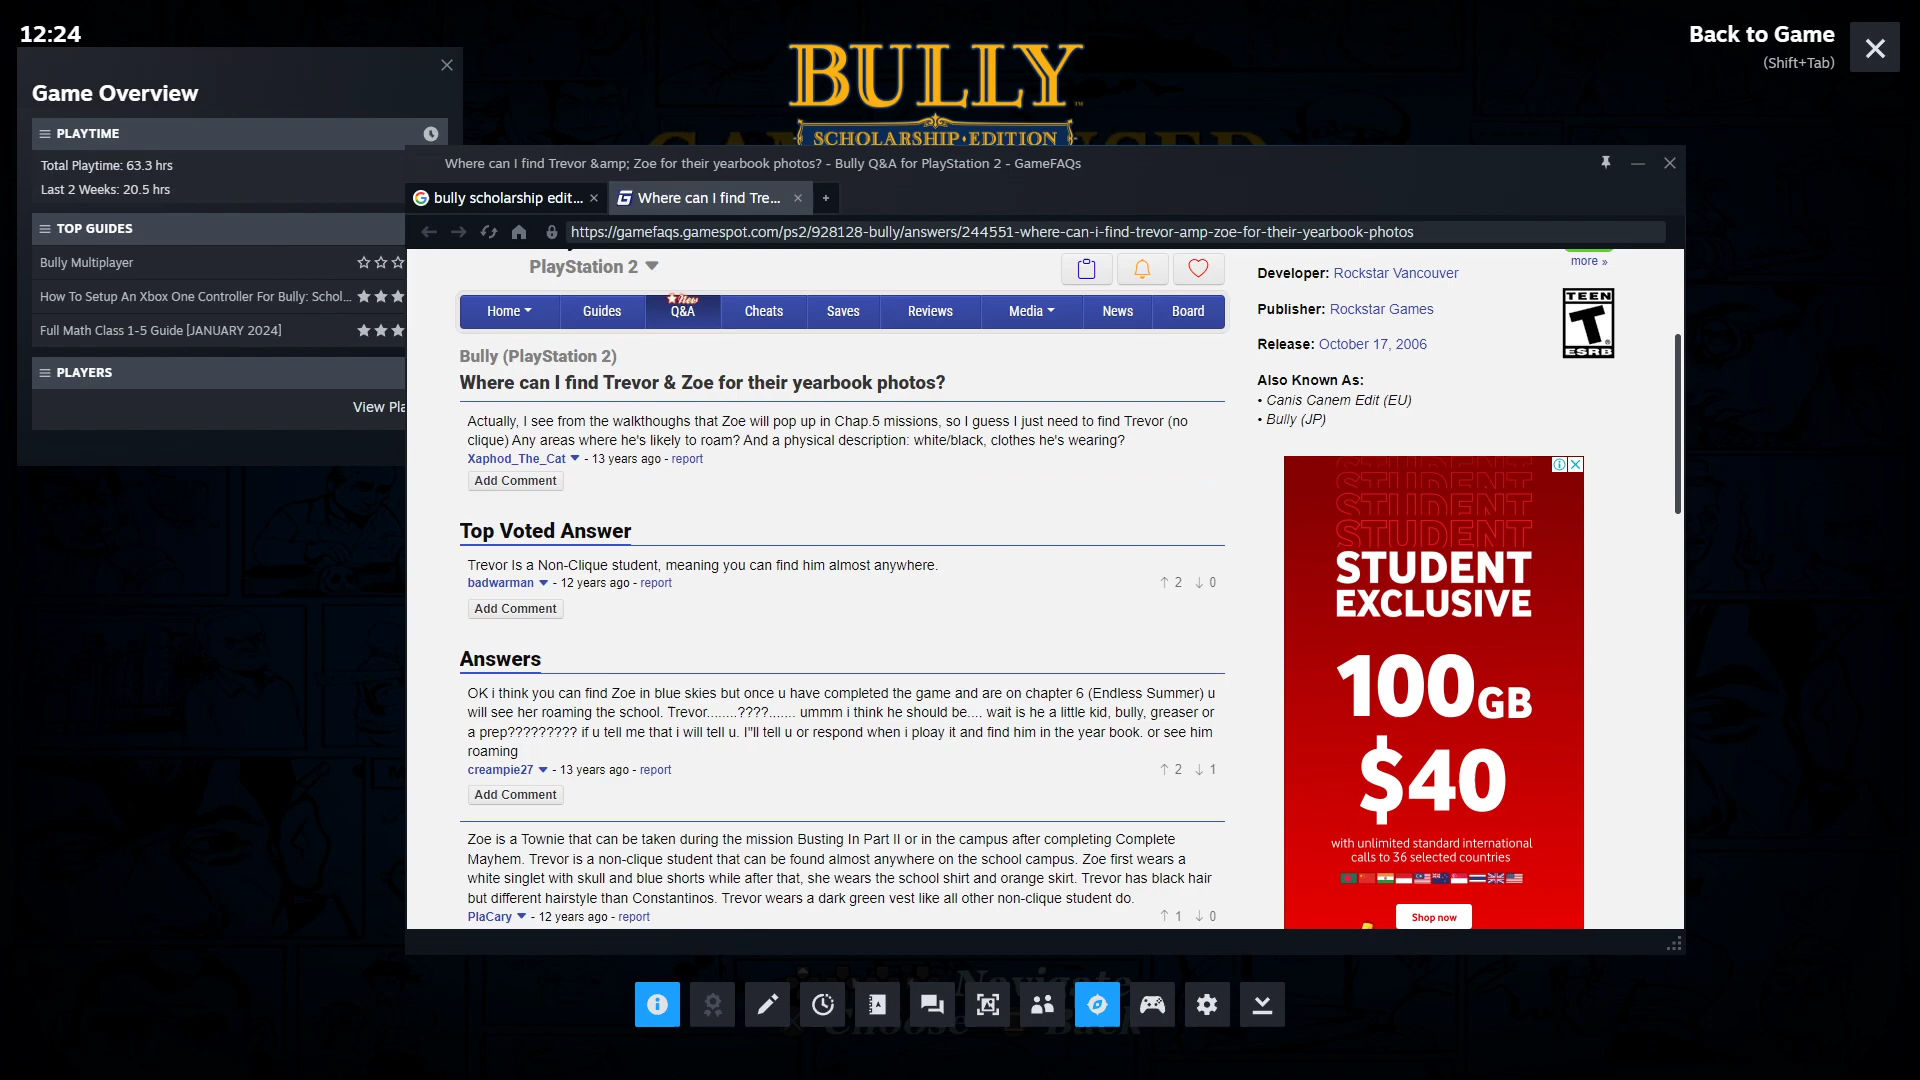 12:24
Back to Game
(Shift+Tab)
BULLY
SCHOLARSHIP EDITION
Game Overview
PLAYTIME
Total Playtime: 63.3 hrs
Last 2 Weeks: 20.5 hrs
TOP GUIDES
Bully Multiplayer
How To Setup An Xbox One Controller For Bully: Schol...
Full Math Class 1-5 Guide [JANUARY 2024]
PLAYERS
View Pla
Where can I find Trevor &amp; Zoe for their yearbook photos? - Bully Q&A for PlayStation 2 - GameFAQs
bully scholarship edit...
Where can I find Tre...
https://gamefaqs.gamespot.com/ps2/928128-bully/answers/244551-where-can-i-find-trevor-amp-zoe-for-their-yearbook-photos
PlayStation 2
Home
Guides
New
Q&A
Cheats
Saves
Reviews
Media
News
Board
Bully (PlayStation 2)
Where can I find Trevor & Zoe for their yearbook photos?
Actually, I see from the walkthoughs that Zoe will pop up in Chap.5 missions, so I guess I just need to find Trevor (no
clique) Any areas where he's likely to roam? And a physical description: white/black, clothes he's wearing?
Xaphod_The_Cat - 13 years ago - report
Add Comment
Top Voted Answer
Trevor Is a Non-Clique student, meaning you can find him almost anywhere.
badwarman - 12 years ago - report
2 0
Add Comment
Answers
OK i think you can find Zoe in blue skies but once u have completed the game and are on chapter 6 (Endless Summer) u
will see her roaming the school. Trevor........????....... ummm i think he should be.... wait is he a little kid, bully, greaser or
a prep????????? if u tell me that i will tell u. I"ll tell u or respond when i ploay it and find him in the year book. or see him
roaming
creampie27 - 13 years ago - report
2 1
Add Comment
Zoe is a Townie that can be taken during the mission Busting In Part II or in the campus after completing Complete
Mayhem. Trevor is a non-clique student that can be found almost anywhere on the school campus. Zoe first wears a
white singlet with skull and blue shorts while after that, she wears the school shirt and orange skirt. Trevor has black hair
but different hairstyle than Constantinos. Trevor wears a dark green vest like all other non-clique student do.
PlaCary - 12 years ago - report
1 0
more »
Developer: Rockstar Vancouver
Publisher: Rockstar Games
Release: October 17, 2006
Also Known As:
• Canis Canem Edit (EU)
• Bully (JP)
TEEN
T
ESRB
STUDENT
STUDENT
STUDENT
STUDENT
EXCLUSIVE
100GB
$40
with unlimited standard international
calls to 36 selected countries
Shop now
Navigate
Choose
Back